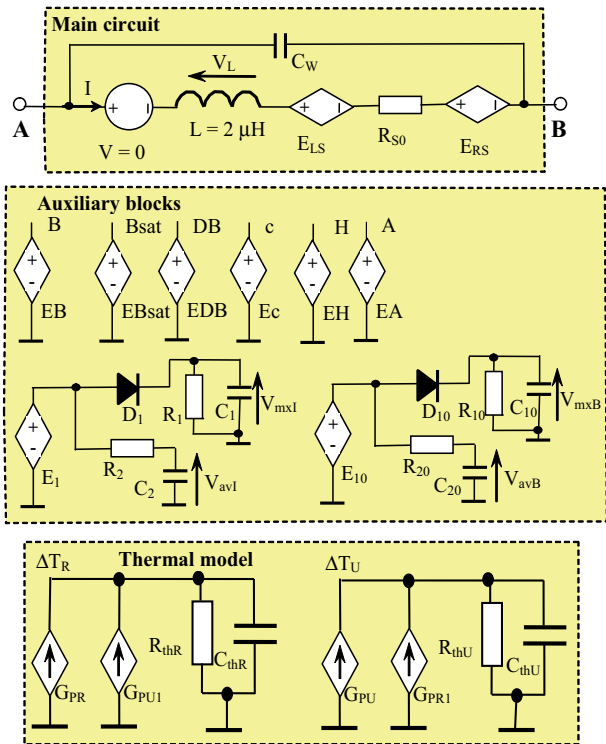 Main circuit
C_W
V_L
I
+ −
+ −
+ −
A
B
V = 0
L = 2 µH
E_LS
R_S0
E_RS
Auxiliary blocks
B Bsat DB c H A
+ + + + + +
- - - - - -
EB EBsat EDB Ec EH EA
D_1 R_1 C_1 V_mxI
D_10 R_10 C_10 V_mxB
+ +
- -
E_1 R_2 C_2 V_avI
E_10 R_20 C_20 V_avB
Thermal model
ΔT_R ΔT_U
R_thR C_thR R_thU C_thU
G_PR G_PU1 G_PU G_PR1